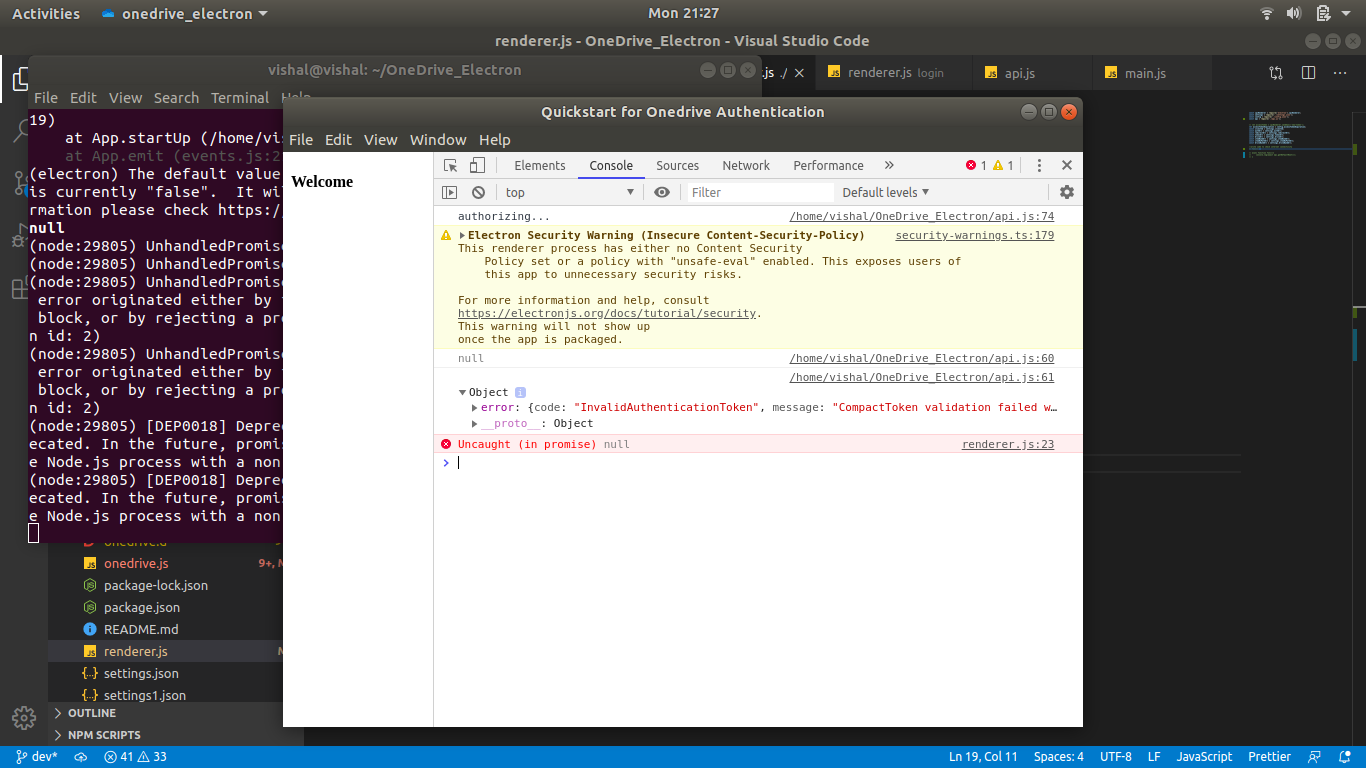 Activities
onedrive_electron
Mon 21:27
renderer.js - OneDrive_Electron - Visual Studio Code
.js ./
renderer.js login
api.js
main.js
vishal@vishal: ~/OneDrive_Electron
File Edit View Search Terminal Help
19)
at App.startUp (/home/vis
at App.emit (events.js:2
(electron) The default value
is currently "false". It wi
rmation please check https:/
null
(node:29805) UnhandledPromise
(node:29805) UnhandledPromise
(node:29805) UnhandledPromise
error originated either by
block, or by rejecting a pro
n id: 2)
(node:29805) UnhandledPromise
error originated either by
block, or by rejecting a pro
n id: 2)
(node:29805) [DEP0018] Depre
ecated. In the future, promis
e Node.js process with a non
(node:29805) [DEP0018] Depre
ecated. In the future, promis
e Node.js process with a non
onedrive.d
onedrive.js 9+, M
package-lock.json
package.json
README.md
renderer.js M
settings.json
settings1.json
OUTLINE
NPM SCRIPTS
Quickstart for Onedrive Authentication
File Edit View Window Help
Welcome
Elements Console Sources Network Performance » 1 1
top Filter Default levels
authorizing... /home/vishal/OneDrive_Electron/api.js:74
Electron Security Warning (Insecure Content-Security-Policy) security-warnings.ts:179
This renderer process has either no Content Security
Policy set or a policy with "unsafe-eval" enabled. This exposes users of
this app to unnecessary security risks.
For more information and help, consult
https://electronjs.org/docs/tutorial/security.
This warning will not show up
once the app is packaged.
null /home/vishal/OneDrive_Electron/api.js:60
/home/vishal/OneDrive_Electron/api.js:61
Object i
error: {code: "InvalidAuthenticationToken", message: "CompactToken validation failed w…
__proto__: Object
Uncaught (in promise) null renderer.js:23
dev* 41 33
Ln 19, Col 11 Spaces: 4 UTF-8 LF JavaScript Prettier